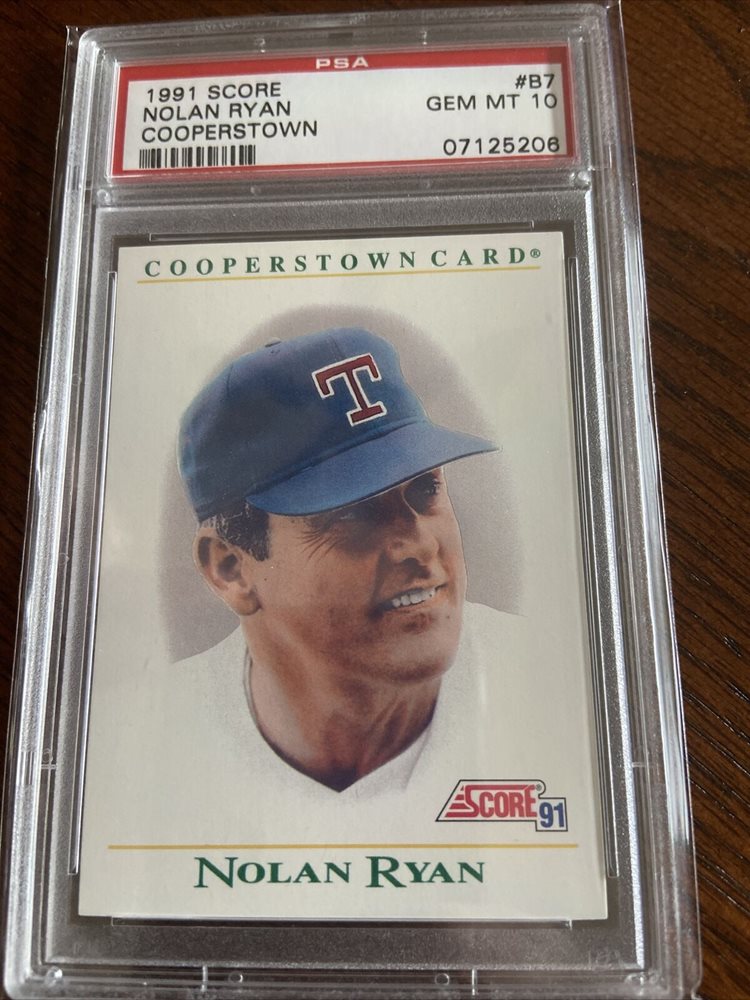 PSA
1991 SCORE #B7
NOLAN RYAN GEM MT 10
COOPERSTOWN 07125206
COOPERSTOWN CARD®
T
SCORE® 91
NOLAN RYAN